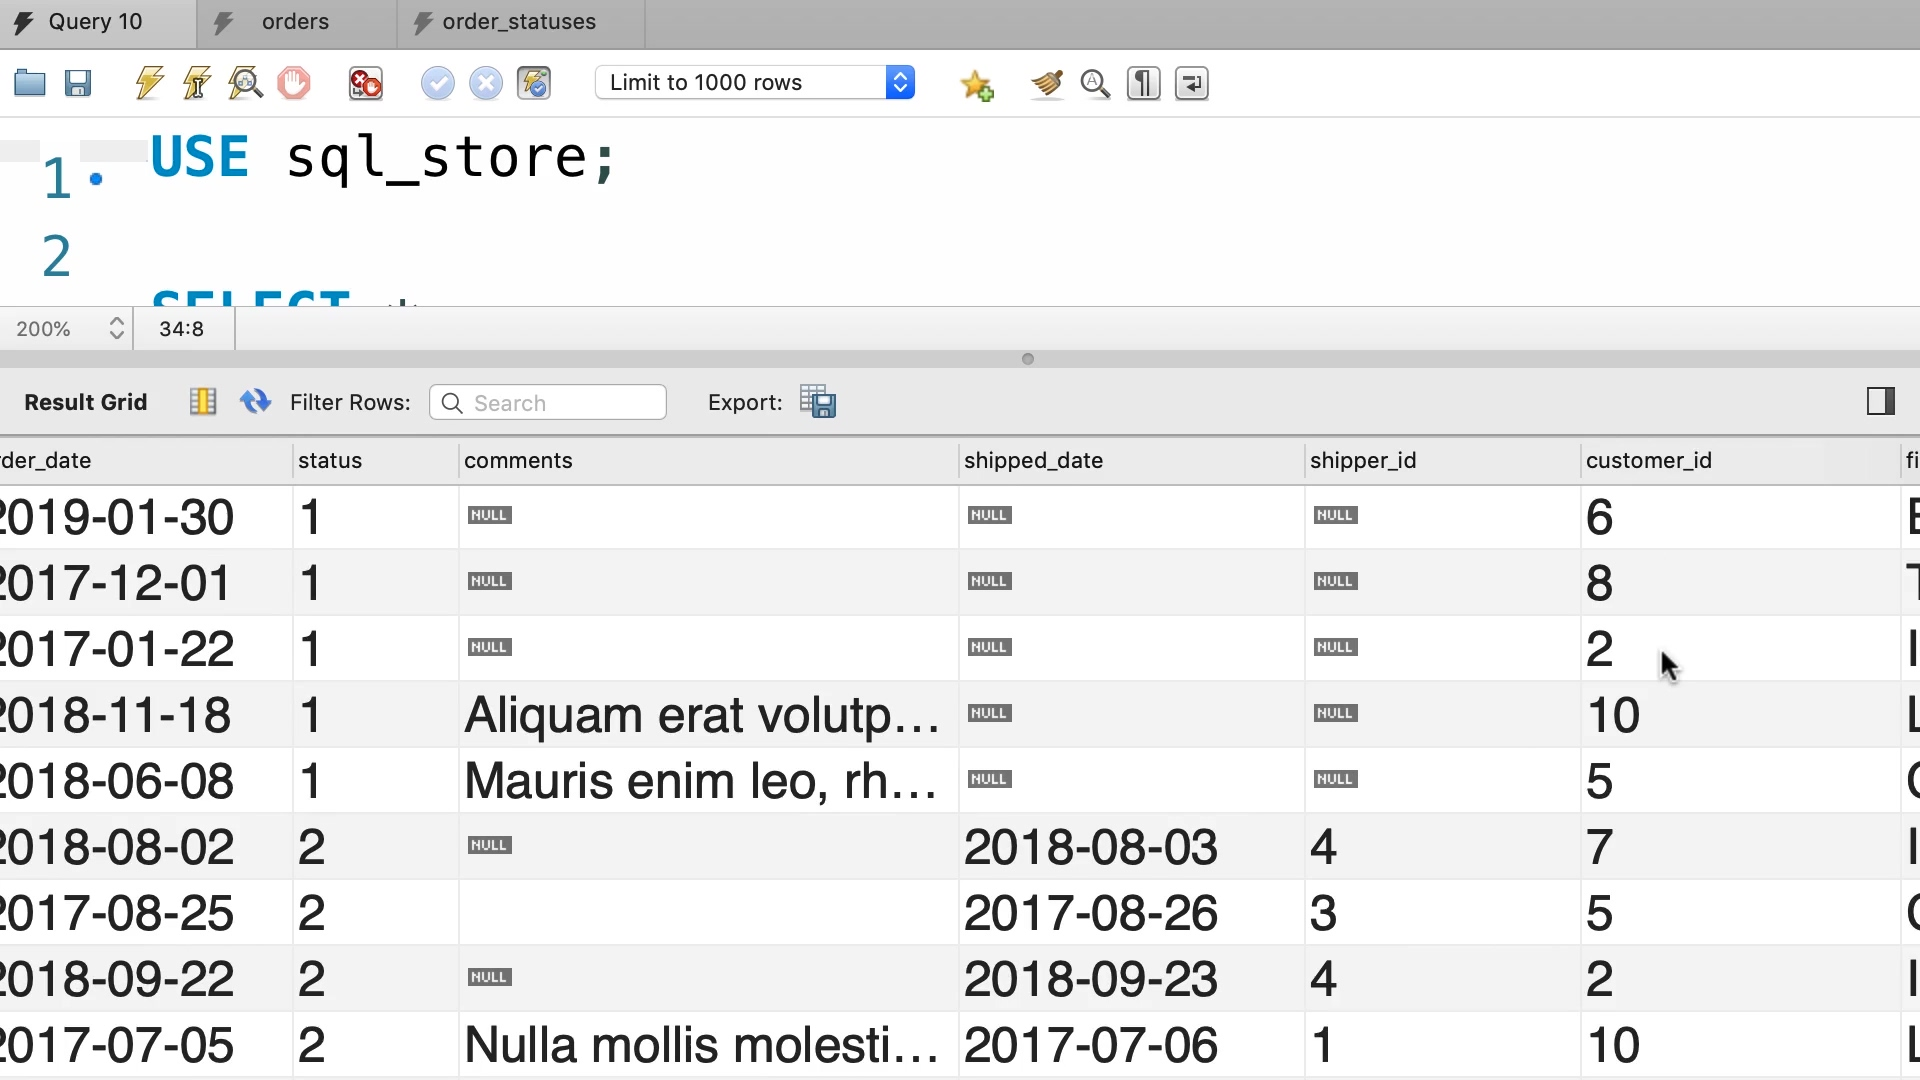 Query 10 orders order_statuses
Limit to 1000 rows
1 USE sql_store;
2
SELECT *
200% 34:8
Result Grid Filter Rows: Search Export:
der_date status comments shipped_date shipper_id customer_id fi
2019-01-30 1 NULL NULL NULL 6
2017-12-01 1 NULL NULL NULL 8
2017-01-22 1 NULL NULL NULL 2
2018-11-18 1 Aliquam erat volutp... NULL NULL 10
2018-06-08 1 Mauris enim leo, rh... NULL NULL 5
2018-08-02 2 NULL 2018-08-03 4 7
2017-08-25 2 2017-08-26 3 5
2018-09-22 2 NULL 2018-09-23 4 2
2017-07-05 2 Nulla mollis molesti... 2017-07-06 1 10